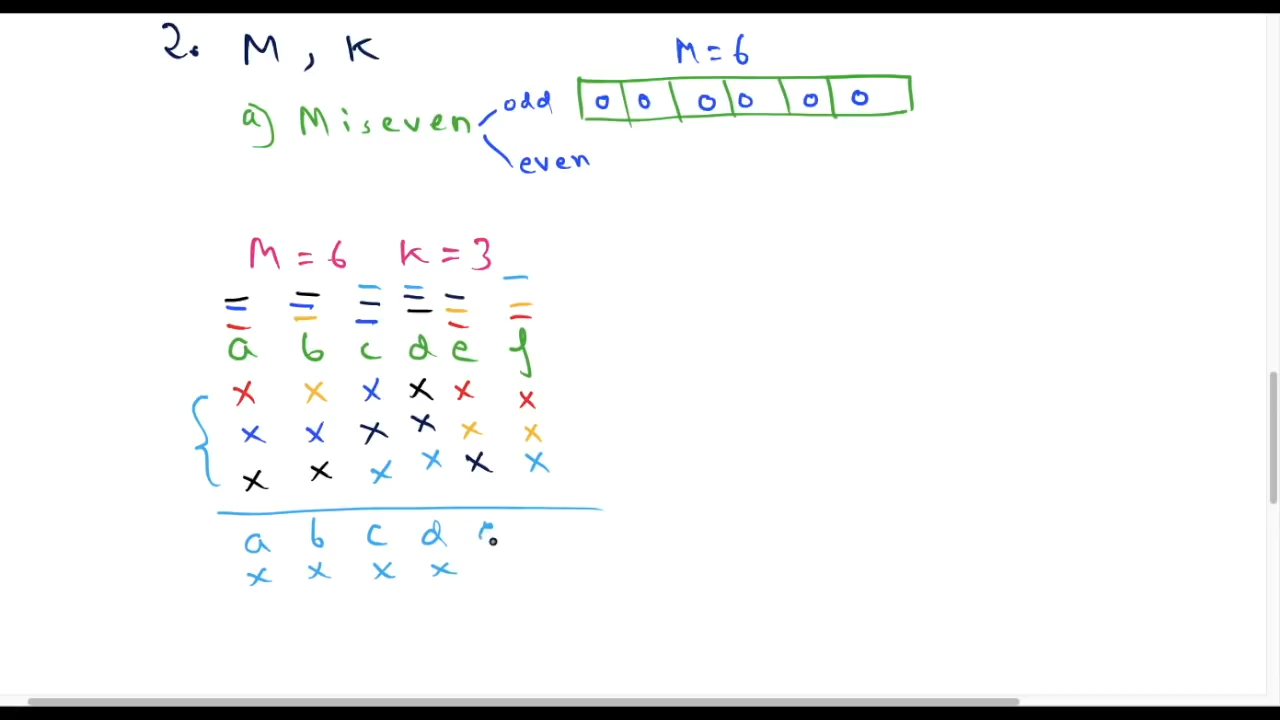 2. M , K
M = 6
a) M is even
odd
0 0 0 0 0 0
even
M = 6 K = 3
a b c d e f
x x x x x x
x x x x x x
x x x x x x
a b c d
x x x x